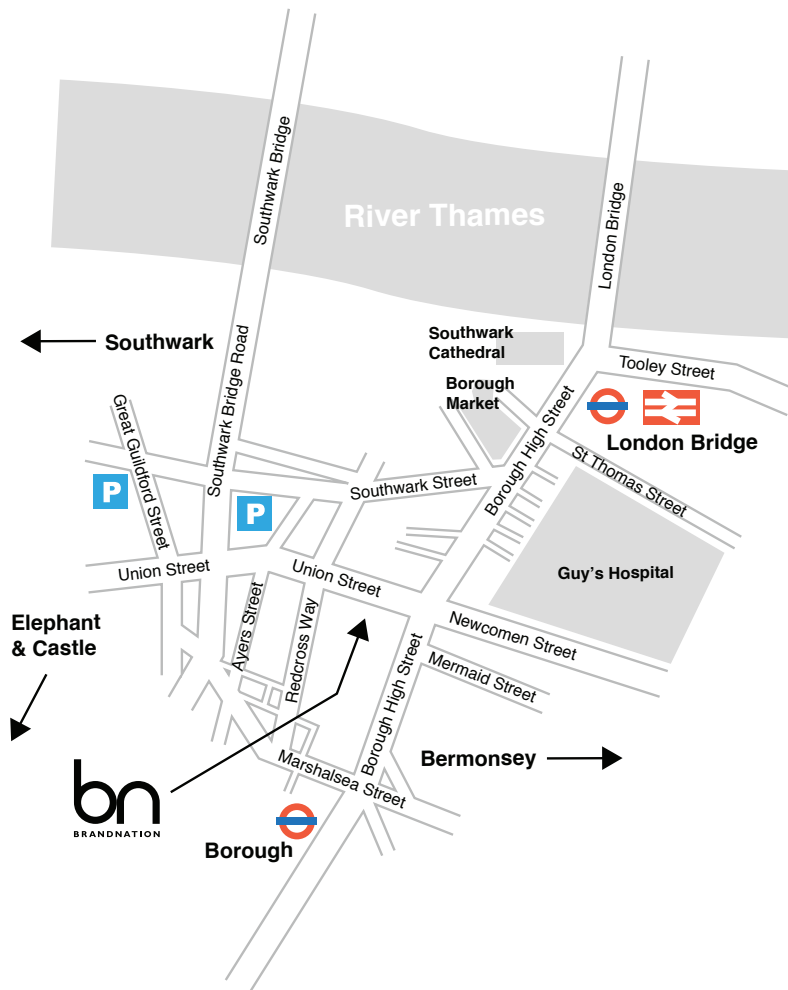 Southwark Bridge
London Bridge
River Thames
Southwark
Southwark Bridge Road
Southwark
Cathedral
Borough
Market
Tooley Street
London Bridge
Great Guildford Street
P
P
Southwark Street
Borough High Street
St Thomas Street
Guy's Hospital
Union Street
Union Street
Newcomen Street
Mermaid Street
Elephant
& Castle
Ayers Street
Redcross Way
Borough High Street
Bermonsey
Marshalsea Street
bn
BRANDNATION
Borough